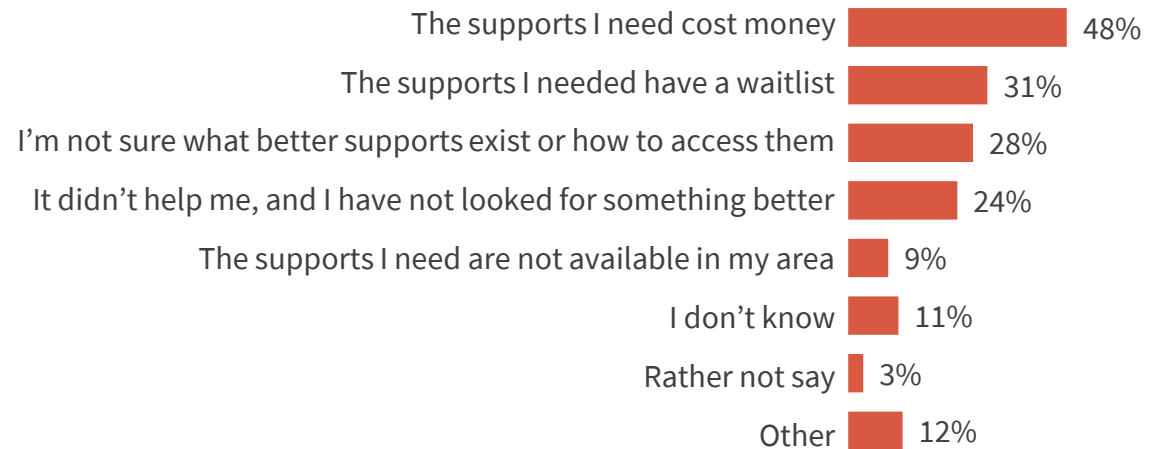 The supports I need cost money 48%
The supports I needed have a waitlist 31%
I’m not sure what better supports exist or how to access them 28%
It didn’t help me, and I have not looked for something better 24%
The supports I need are not available in my area 9%
I don’t know 11%
Rather not say 3%
Other 12%